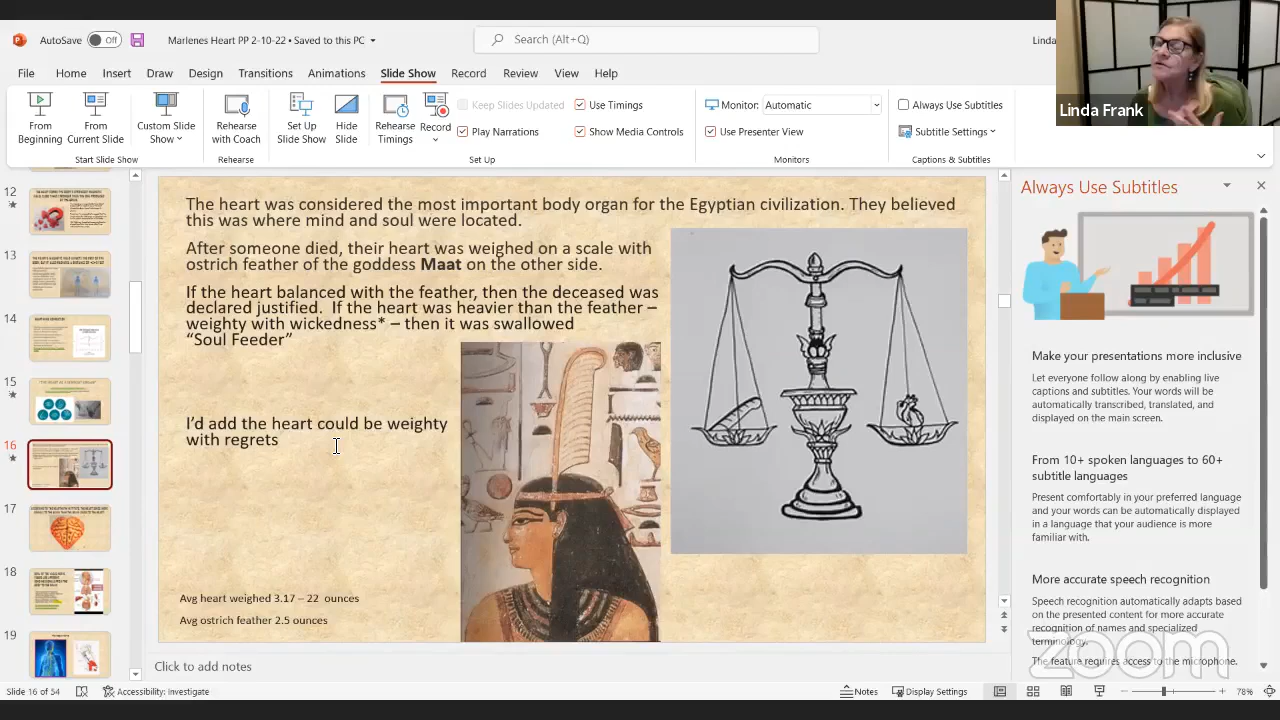 AutoSave Off Marlenes Heart PP 2-10-22 • Saved to this PC Search (Alt+Q) Linda
File Home Insert Draw Design Transitions Animations Slide Show Record Review View Help
Linda Frank
From Beginning
From Current Slide
Custom Slide Show
Start Slide Show
Rehearse with Coach
Rehearse
Set Up Slide Show
Hide Slide
Rehearse Timings
Record
Keep Slides Updated
Play Narrations
Use Timings
Show Media Controls
Set Up
Monitor: Automatic
Use Presenter View
Monitors
Always Use Subtitles
Subtitle Settings
Captions & Subtitles
12
13
14
15
16
17
18
19
The heart was considered the most important body organ for the Egyptian civilization. They believed
this was where mind and soul were located.
After someone died, their heart was weighed on a scale with
ostrich feather of the goddess Maat on the other side.
If the heart balanced with the feather, then the deceased was
declared justified. If the heart was heavier than the feather –
weighty with wickedness* – then it was swallowed
“Soul Feeder”
I’d add the heart could be weighty
with regrets
Avg heart weighed 3.17 – 22 ounces
Avg ostrich feather 2.5 ounces
Always Use Subtitles
Make your presentations more inclusive
Let everyone follow along by enabling live
captions and subtitles. Your words will be
automatically transcribed, translated, and
displayed on the main screen.
From 10+ spoken languages to 60+
subtitle languages
Present comfortably in your preferred language
and your words can be automatically displayed
in a language that your audience is more
familiar with.
More accurate speech recognition
Speech recognition automatically adapts based
on the presented content for more accurate
recognition of names and specialized
terminology.
The feature requires access to the microphone.
zoom
Click to add notes
Slide 16 of 54 Accessibility: Investigate Notes Display Settings 78%